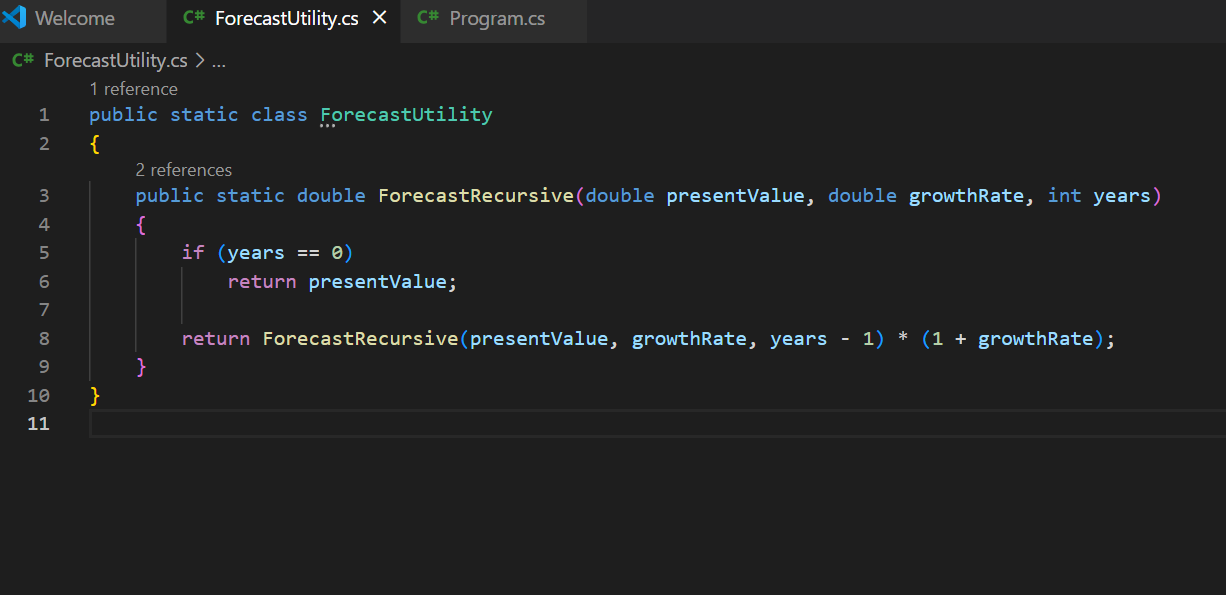 Welcome C# ForecastUtility.cs × C# Program.cs
C# ForecastUtility.cs > ...
1 reference
1 public static class ForecastUtility
2 {
2 references
3 public static double ForecastRecursive(double presentValue, double growthRate, int years)
4 {
5 if (years == 0)
6 return presentValue;
7
8 return ForecastRecursive(presentValue, growthRate, years - 1) * (1 + growthRate);
9 }
10 }
11